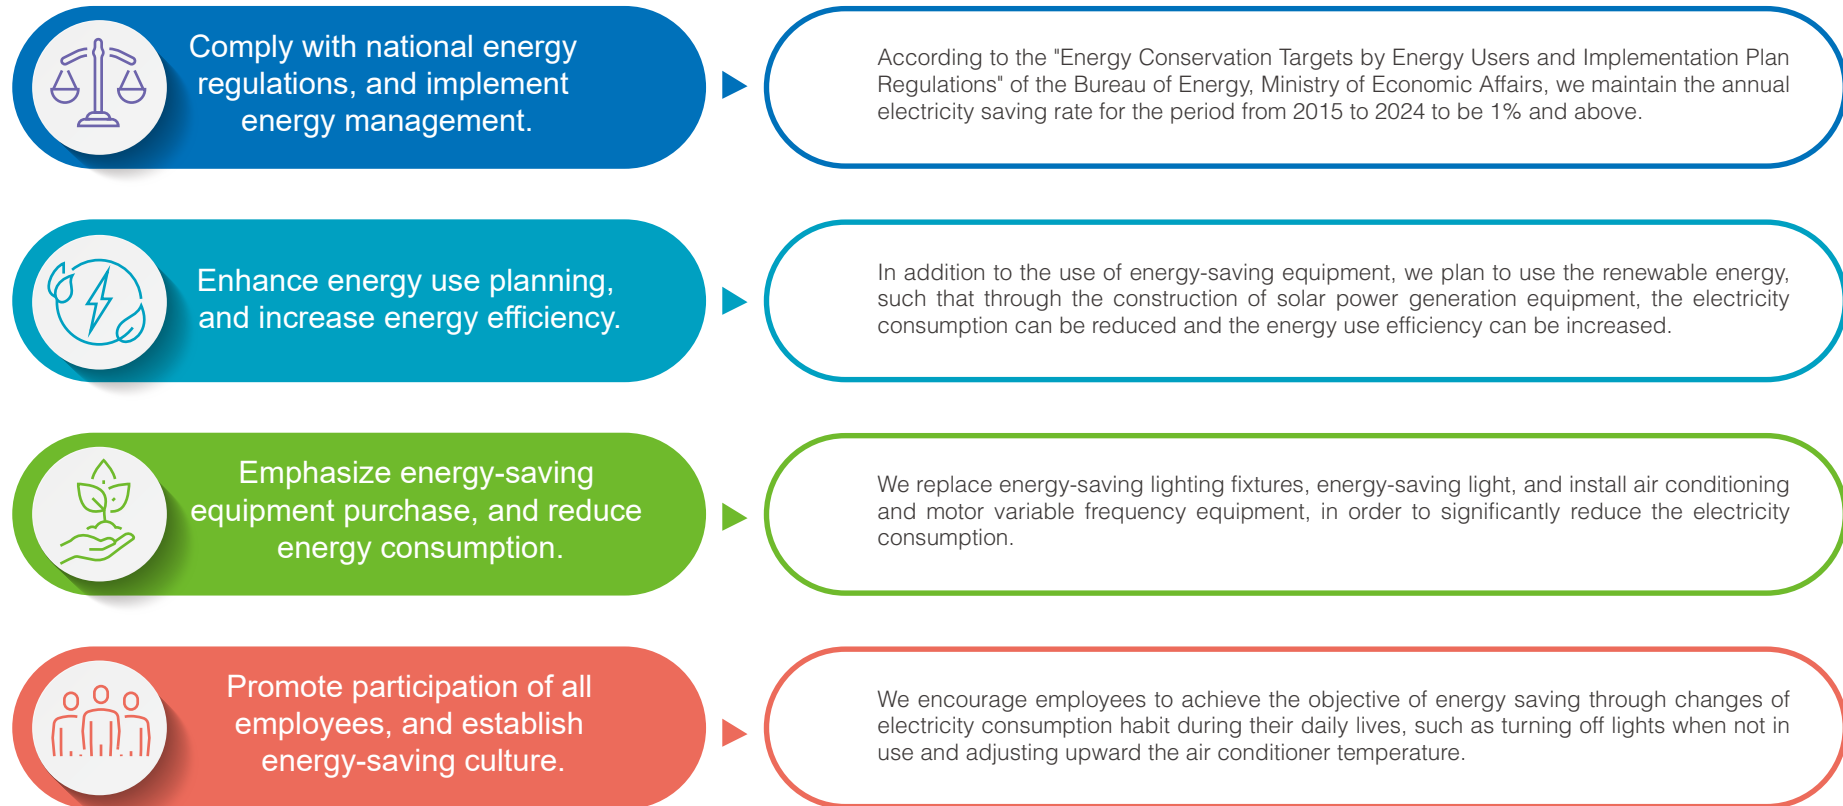 Comply with national energy
regulations, and implement
energy management.
According to the "Energy Conservation Targets by Energy Users and Implementation Plan
Regulations" of the Bureau of Energy, Ministry of Economic Affairs, we maintain the annual
electricity saving rate for the period from 2015 to 2024 to be 1% and above.
Enhance energy use planning,
and increase energy efficiency.
In addition to the use of energy-saving equipment, we plan to use the renewable energy,
such that through the construction of solar power generation equipment, the electricity
consumption can be reduced and the energy use efficiency can be increased.
Emphasize energy-saving
equipment purchase, and reduce
energy consumption.
We replace energy-saving lighting fixtures, energy-saving light, and install air conditioning
and motor variable frequency equipment, in order to significantly reduce the electricity
consumption.
Promote participation of all
employees, and establish
energy-saving culture.
We encourage employees to achieve the objective of energy saving through changes of
electricity consumption habit during their daily lives, such as turning off lights when not in
use and adjusting upward the air conditioner temperature.